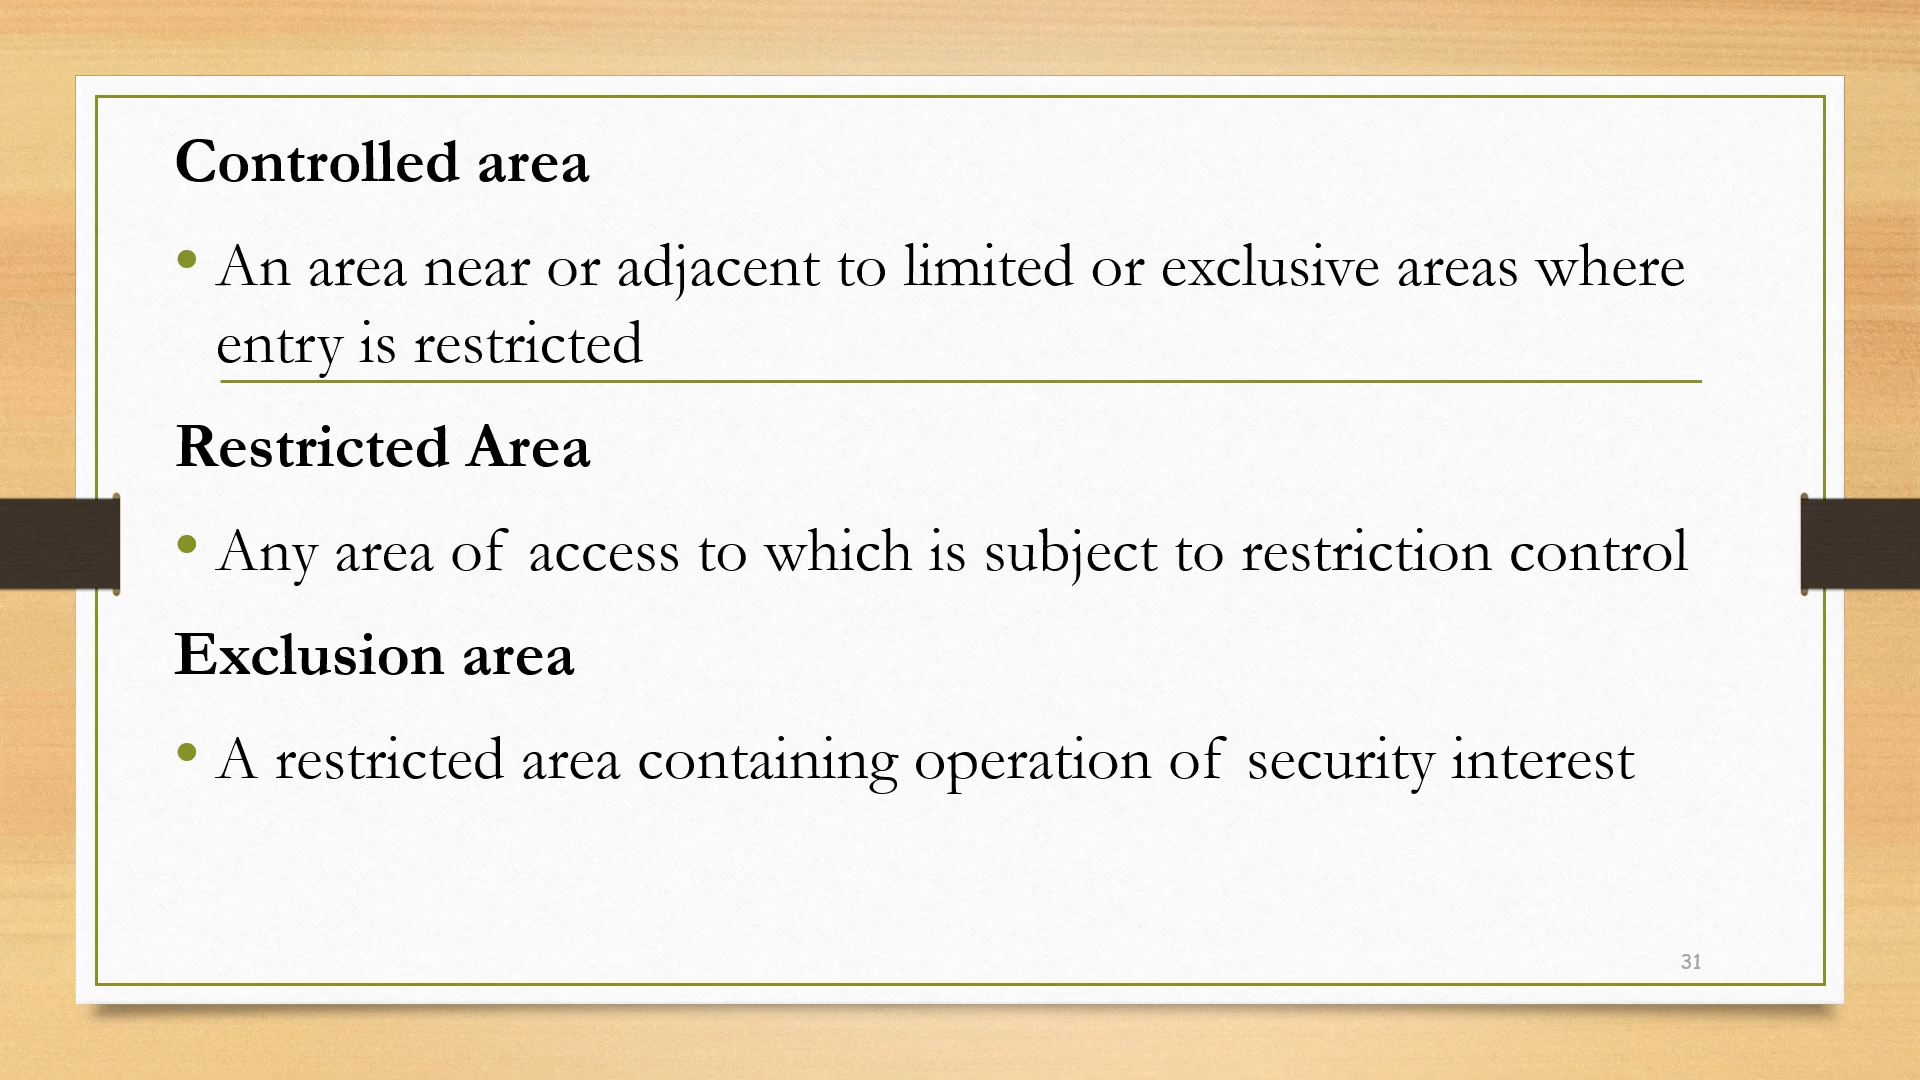 Controlled area
• An area near or adjacent to limited or exclusive areas where
entry is restricted
Restricted Area
• Any area of access to which is subject to restriction control
Exclusion area
• A restricted area containing operation of security interest
31